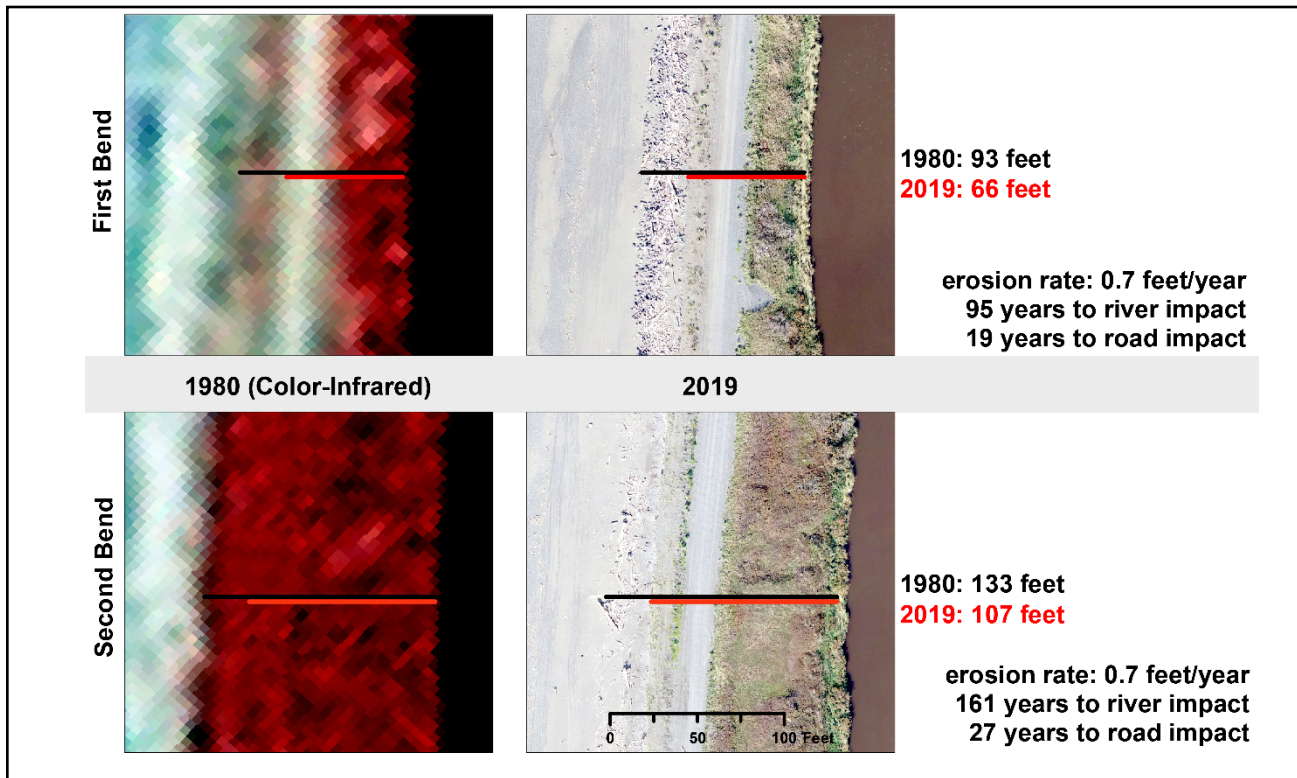 First Bend
1980: 93 feet
2019: 66 feet
erosion rate: 0.7 feet/year
95 years to river impact
19 years to road impact
1980 (Color-Infrared)
2019
Second Bend
1980: 133 feet
2019: 107 feet
erosion rate: 0.7 feet/year
161 years to river impact
27 years to road impact
0 50 100 Feet